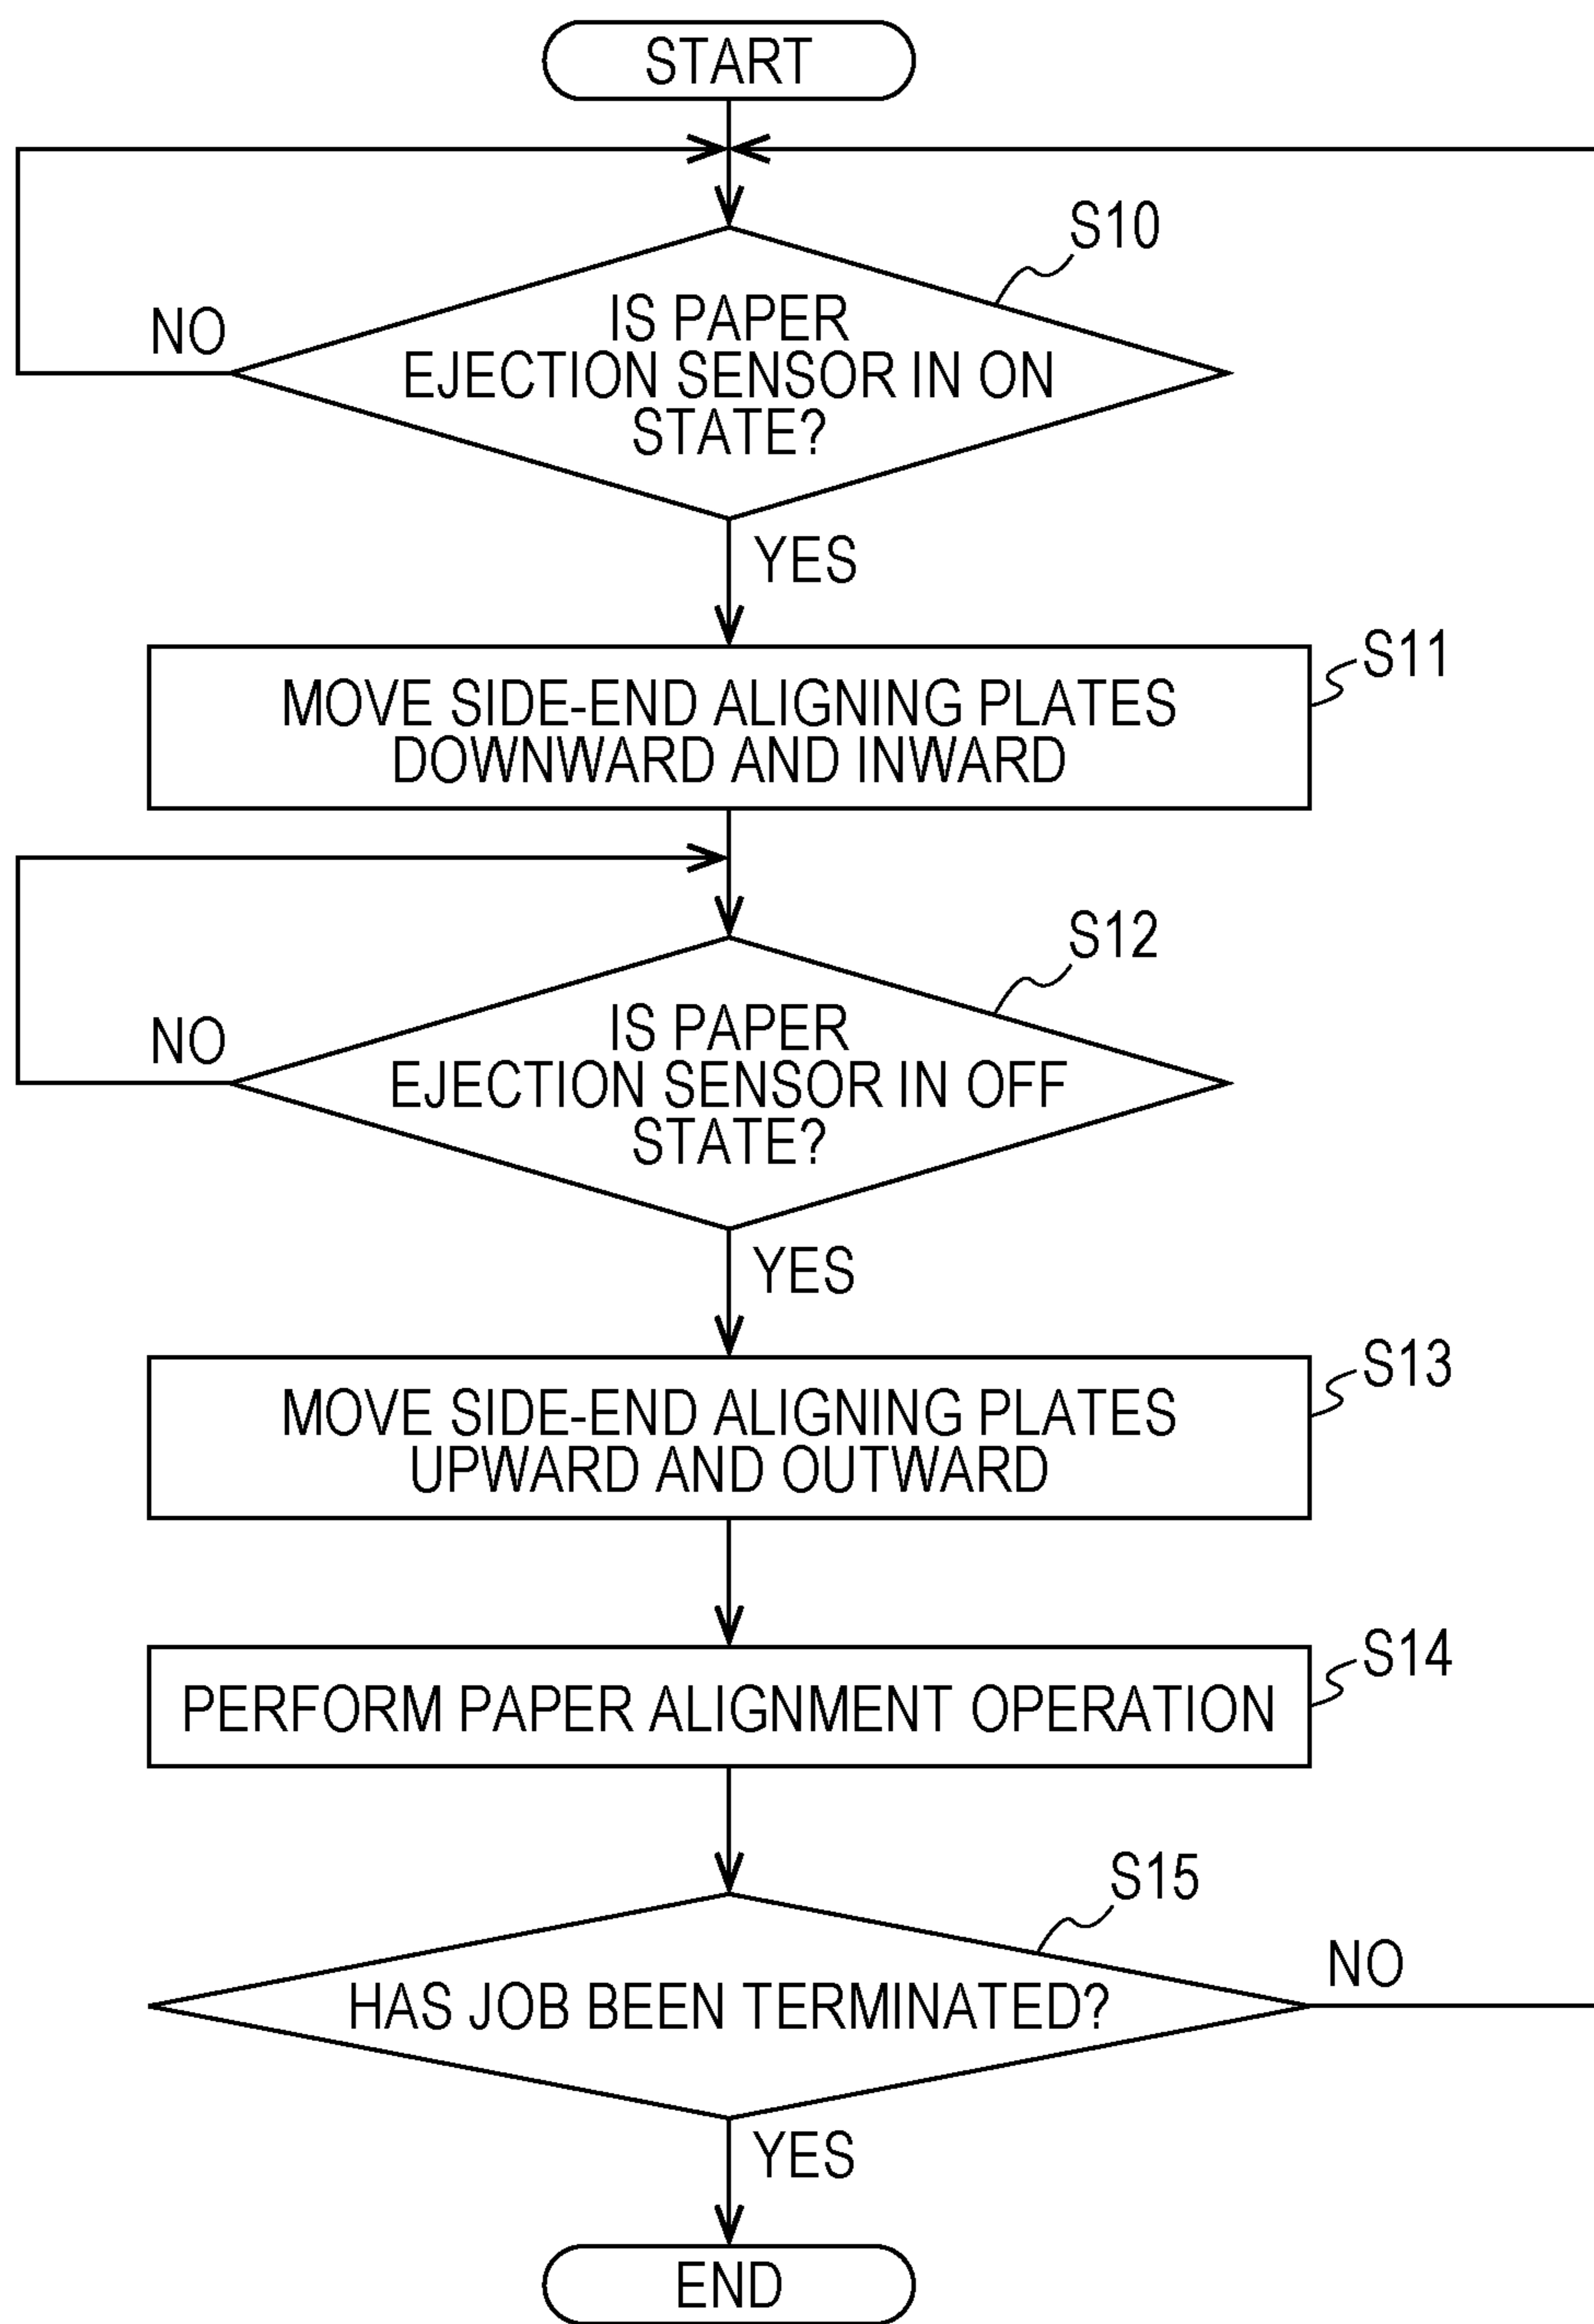 START
S10
IS PAPER
EJECTION SENSOR IN ON
STATE?
NO
YES
S11
MOVE SIDE-END ALIGNING PLATES
DOWNWARD AND INWARD
S12
IS PAPER
EJECTION SENSOR IN OFF
STATE?
NO
YES
S13
MOVE SIDE-END ALIGNING PLATES
UPWARD AND OUTWARD
S14
PERFORM PAPER ALIGNMENT OPERATION
S15
HAS JOB BEEN TERMINATED?
NO
YES
END